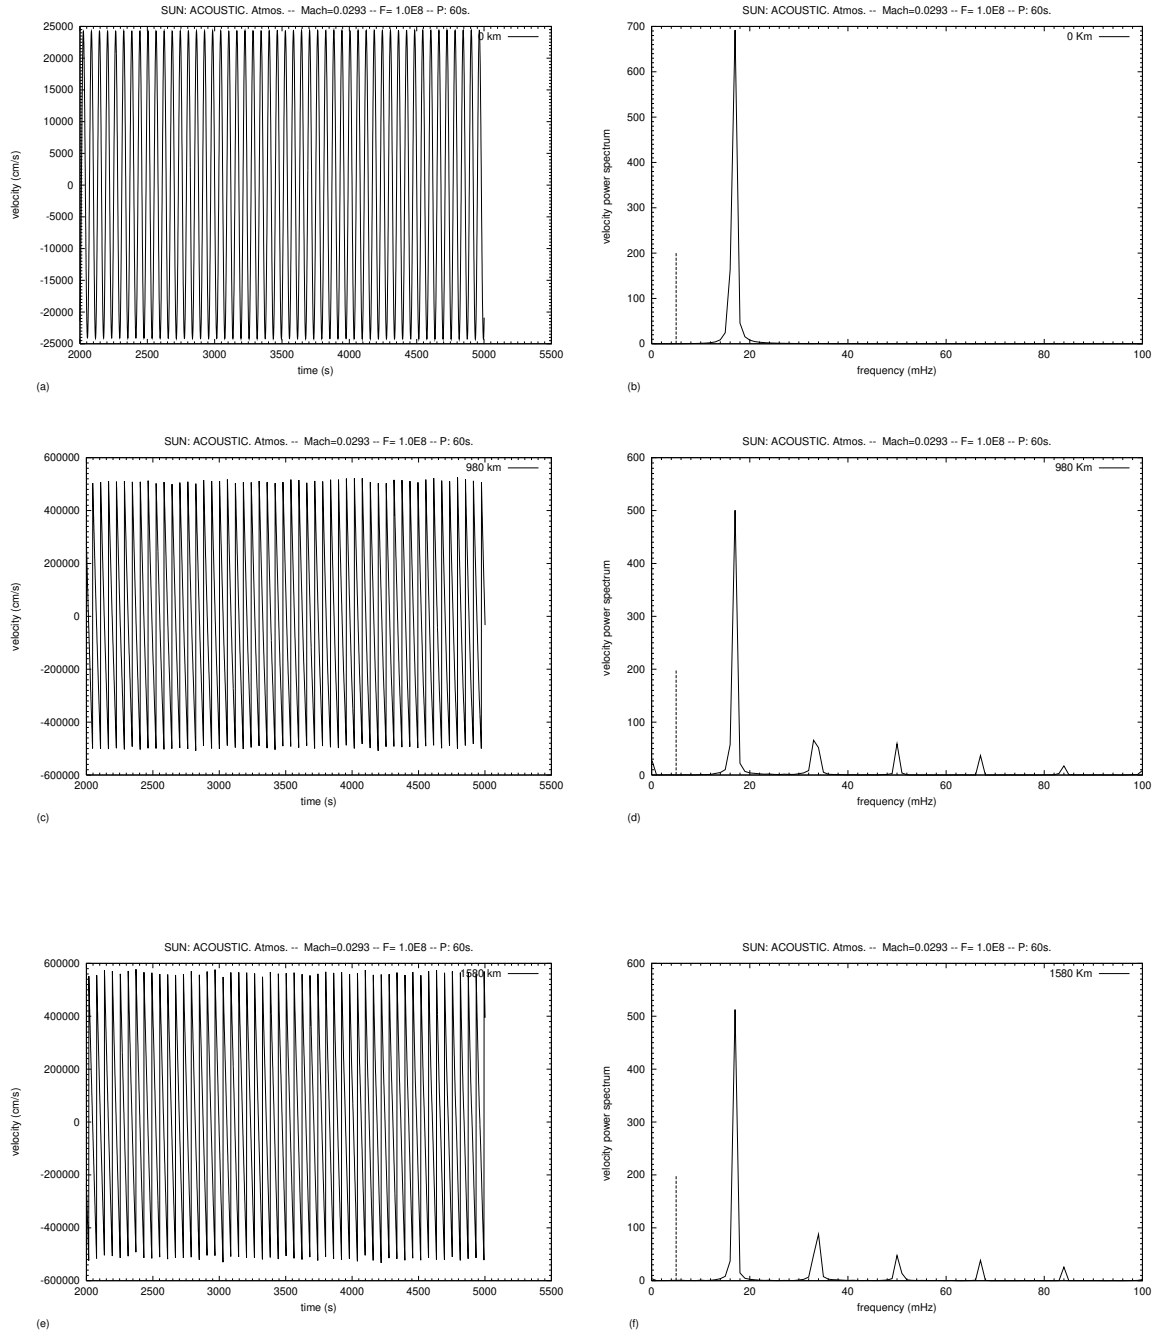 SUN: ACOUSTIC. Atmos. -- Mach=0.0293 -- F= 1.0E8 -- P: 60s.
0 km
velocity (cm/s)
25000
20000
15000
10000
5000
0
-5000
-10000
-15000
-20000
-25000
2000 2500 3000 3500 4000 4500 5000 5500
time (s)
(a)
SUN: ACOUSTIC. Atmos. -- Mach=0.0293 -- F= 1.0E8 -- P: 60s.
0 Km
velocity power spectrum
700
600
500
400
300
200
100
0
0 20 40 60 80 100
frequency (mHz)
(b)
SUN: ACOUSTIC. Atmos. -- Mach=0.0293 -- F= 1.0E8 -- P: 60s.
980 km
velocity (cm/s)
600000
400000
200000
0
-200000
-400000
-600000
2000 2500 3000 3500 4000 4500 5000 5500
time (s)
(c)
SUN: ACOUSTIC. Atmos. -- Mach=0.0293 -- F= 1.0E8 -- P: 60s.
980 Km
velocity power spectrum
600
500
400
300
200
100
0
0 20 40 60 80 100
frequency (mHz)
(d)
SUN: ACOUSTIC. Atmos. -- Mach=0.0293 -- F= 1.0E8 -- P: 60s.
1580 km
velocity (cm/s)
600000
400000
200000
0
-200000
-400000
-600000
2000 2500 3000 3500 4000 4500 5000 5500
time (s)
(e)
SUN: ACOUSTIC. Atmos. -- Mach=0.0293 -- F= 1.0E8 -- P: 60s.
1580 Km
velocity power spectrum
600
500
400
300
200
100
0
0 20 40 60 80 100
frequency (mHz)
(f)